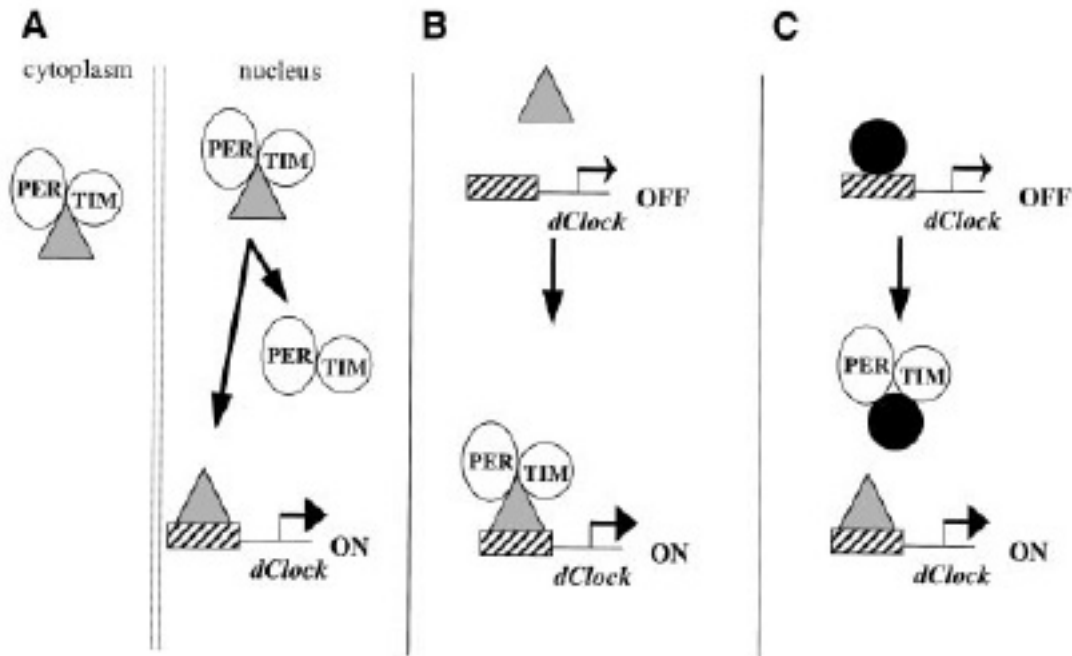 A
cytoplasm
nucleus
PER TIM
PER TIM
PER TIM
dClock
ON
B
dClock
OFF
PER TIM
dClock
ON
C
dClock
OFF
PER TIM
dClock
ON